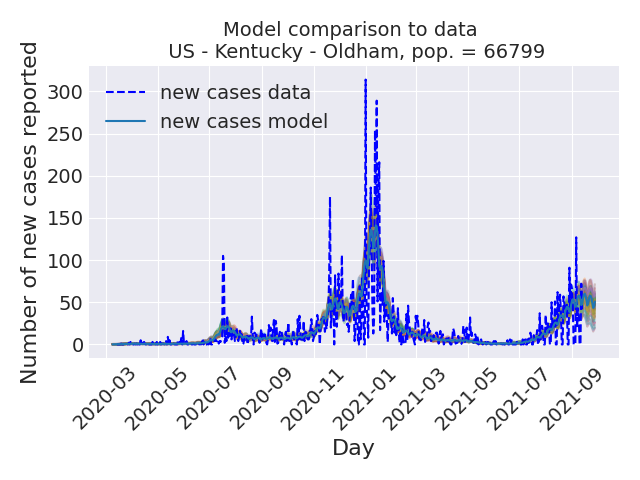 Model comparison to data
US - Kentucky - Oldham, pop. = 66799
Number of new cases reported
300
250
200
150
100
50
0
new cases data
new cases model
2020-03
2020-05
2020-07
2020-09
2020-11
2021-01
2021-03
2021-05
2021-07
2021-09
Day